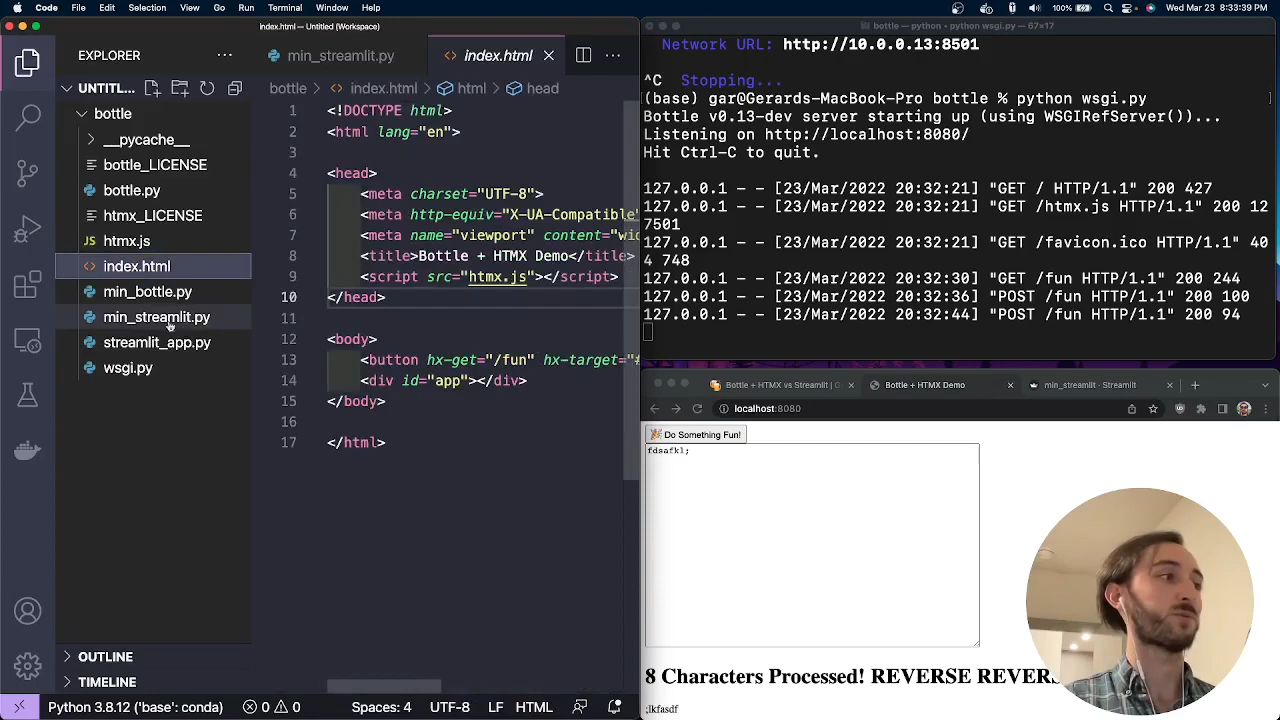 Code File Edit Selection View Go Run Terminal Window Help
100% Wed Mar 23 8:33:39 PM
index.html — Untitled (Workspace)
EXPLORER
min_streamlit.py
index.html
UNTITL...
bottle > index.html > html > head
bottle
__pycache__
bottle_LICENSE
bottle.py
htmx_LICENSE
htmx.js
index.html
min_bottle.py
min_streamlit.py
streamlit_app.py
wsgi.py
OUTLINE
TIMELINE
1 <!DOCTYPE html>
2 <html lang="en">
3
4 <head>
5 <meta charset="UTF-8">
6 <meta http-equiv="X-UA-Compatible"
7 <meta name="viewport" content="wid
8 <title>Bottle + HTMX Demo</title>
9 <script src="htmx.js"></script>
10 </head>
11
12 <body>
13 <button hx-get="/fun" hx-target="#
14 <div id="app"></div>
15 </body>
16
17 </html>
Python 3.8.12 ('base': conda) 0 0 Spaces: 4 UTF-8 LF HTML
bottle — python • python wsgi.py — 67×17
Network URL: http://10.0.0.13:8501
^C Stopping...
(base) gar@Gerards-MacBook-Pro bottle % python wsgi.py
Bottle v0.13-dev server starting up (using WSGIRefServer())...
Listening on http://localhost:8080/
Hit Ctrl-C to quit.
127.0.0.1 - - [23/Mar/2022 20:32:21] "GET / HTTP/1.1" 200 427
127.0.0.1 - - [23/Mar/2022 20:32:21] "GET /htmx.js HTTP/1.1" 200 12
7501
127.0.0.1 - - [23/Mar/2022 20:32:21] "GET /favicon.ico HTTP/1.1" 40
4 748
127.0.0.1 - - [23/Mar/2022 20:32:30] "GET /fun HTTP/1.1" 200 244
127.0.0.1 - - [23/Mar/2022 20:32:36] "POST /fun HTTP/1.1" 200 100
127.0.0.1 - - [23/Mar/2022 20:32:44] "POST /fun HTTP/1.1" 200 94
Bottle + HTMX vs Streamlit | G
Bottle + HTMX Demo
min_streamlit · Streamlit
localhost:8080
Do Something Fun!
fdsafkl;
8 Characters Processed! REVERSE REVERS
;lkfasdf